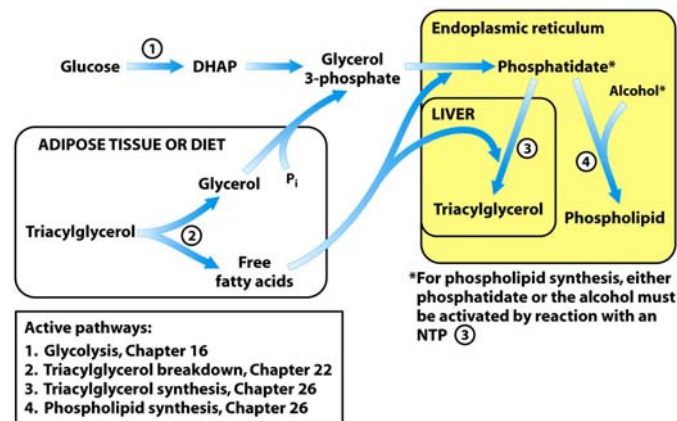 Endoplasmic reticulum
1
Glucose
DHAP
Glycerol
3-phosphate
Phosphatidate*
Alcohol*
LIVER
ADIPOSE TISSUE OR DIET
3
4
Glycerol
Pi
Triacylglycerol
2
Triacylglycerol
Phospholipid
Free
fatty acids
*For phospholipid synthesis, either
phosphatidate or the alcohol must
be activated by reaction with an
NTP 3
Active pathways:
1. Glycolysis, Chapter 16
2. Triacylglycerol breakdown, Chapter 22
3. Triacylglycerol synthesis, Chapter 26
4. Phospholipid synthesis, Chapter 26